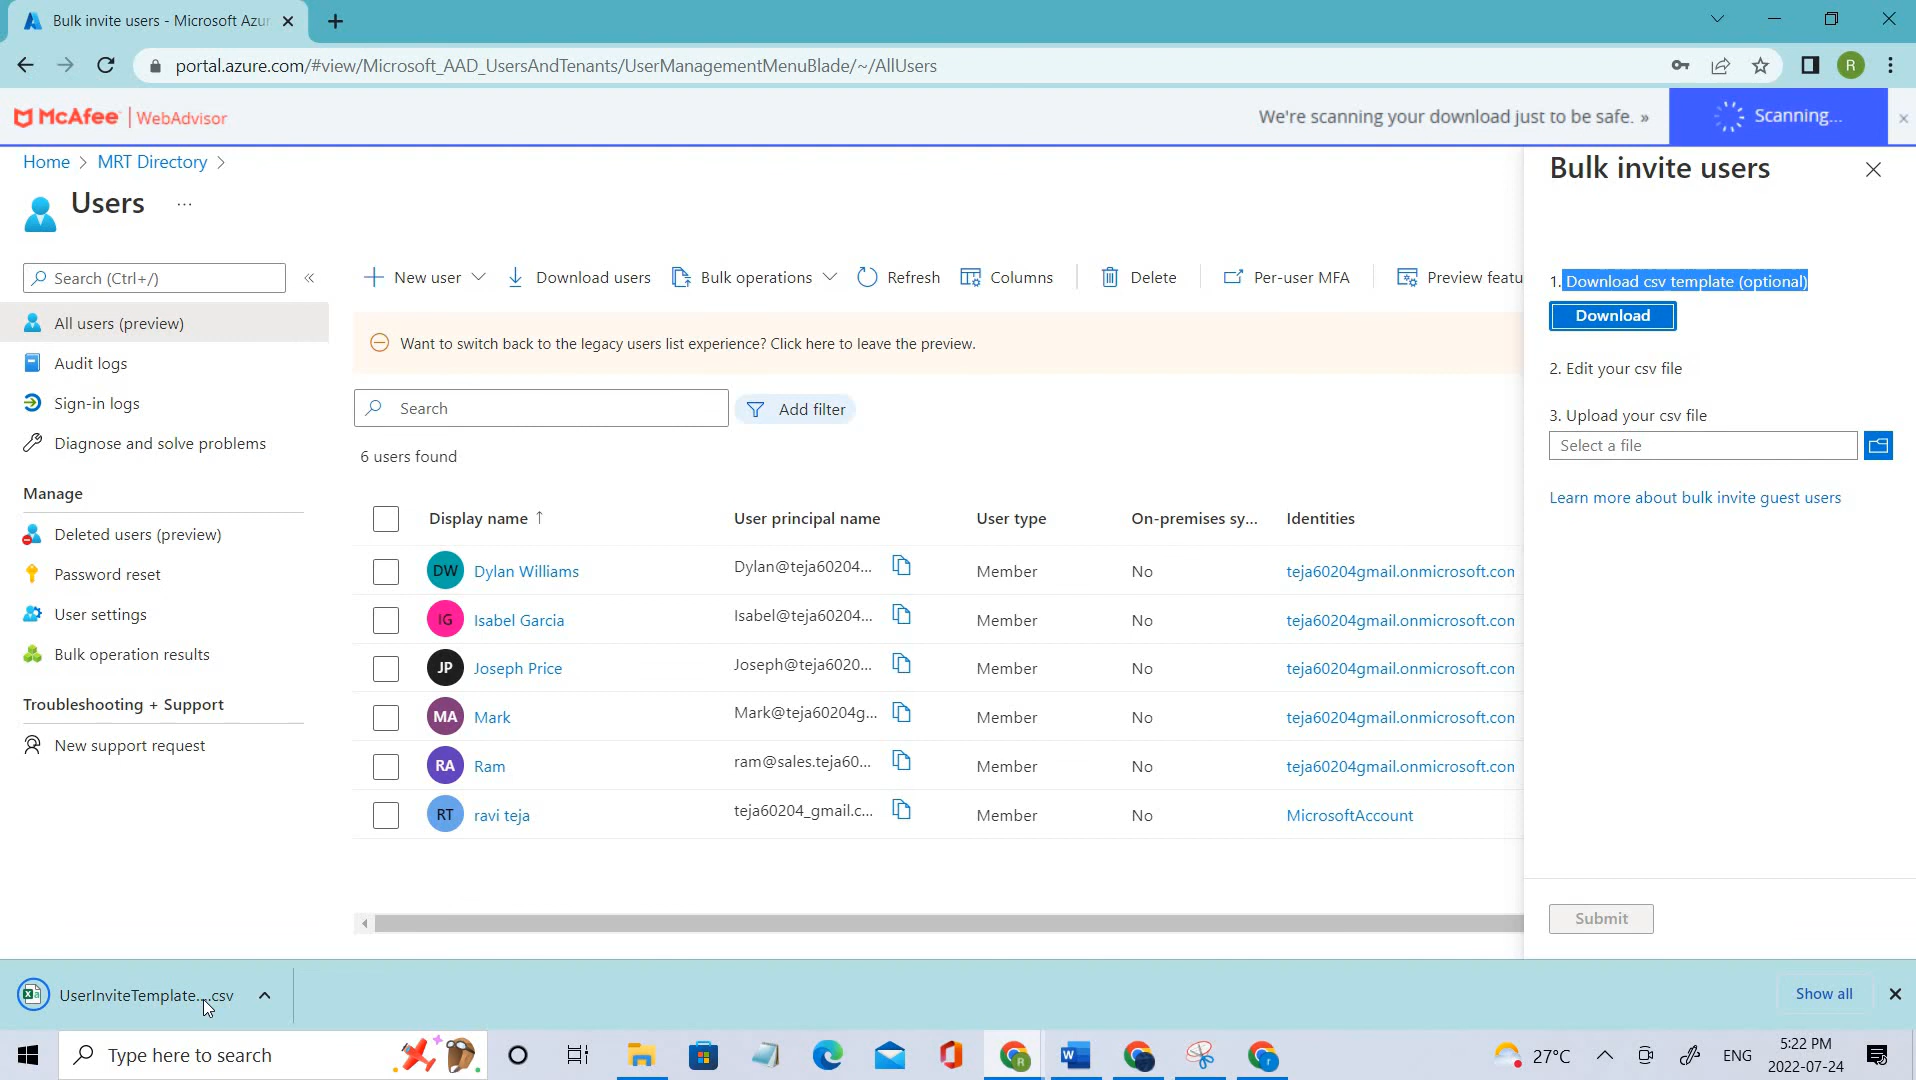 Bulk invite users - Microsoft Azur
portal.azure.com/#view/Microsoft_AAD_UsersAndTenants/UserManagementMenuBlade/~/AllUsers
R
McAfee | WebAdvisor
We're scanning your download just to be safe. »
Scanning...
Home > MRT Directory >
Users ...
Search (Ctrl+/)
«
All users (preview)
Audit logs
Sign-in logs
Diagnose and solve problems
Manage
Deleted users (preview)
Password reset
User settings
Bulk operation results
Troubleshooting + Support
New support request
New user
Download users
Bulk operations
Refresh
Columns
Delete
Per-user MFA
Preview featu
Want to switch back to the legacy users list experience? Click here to leave the preview.
Search
Add filter
6 users found
Display name ↑ User principal name User type On-premises sy... Identities
DW Dylan Williams Dylan@teja60204... Member No teja60204gmail.onmicrosoft.con
IG Isabel Garcia Isabel@teja60204... Member No teja60204gmail.onmicrosoft.con
JP Joseph Price Joseph@teja6020... Member No teja60204gmail.onmicrosoft.con
MA Mark Mark@teja60204g... Member No teja60204gmail.onmicrosoft.con
RA Ram ram@sales.teja60... Member No teja60204gmail.onmicrosoft.con
RT ravi teja teja60204_gmail.c... Member No MicrosoftAccount
Bulk invite users
1. Download csv template (optional)
Download
2. Edit your csv file
3. Upload your csv file
Select a file
Learn more about bulk invite guest users
Submit
UserInviteTemplate....csv
Show all
Type here to search
27°C
ENG
5:22 PM
2022-07-24